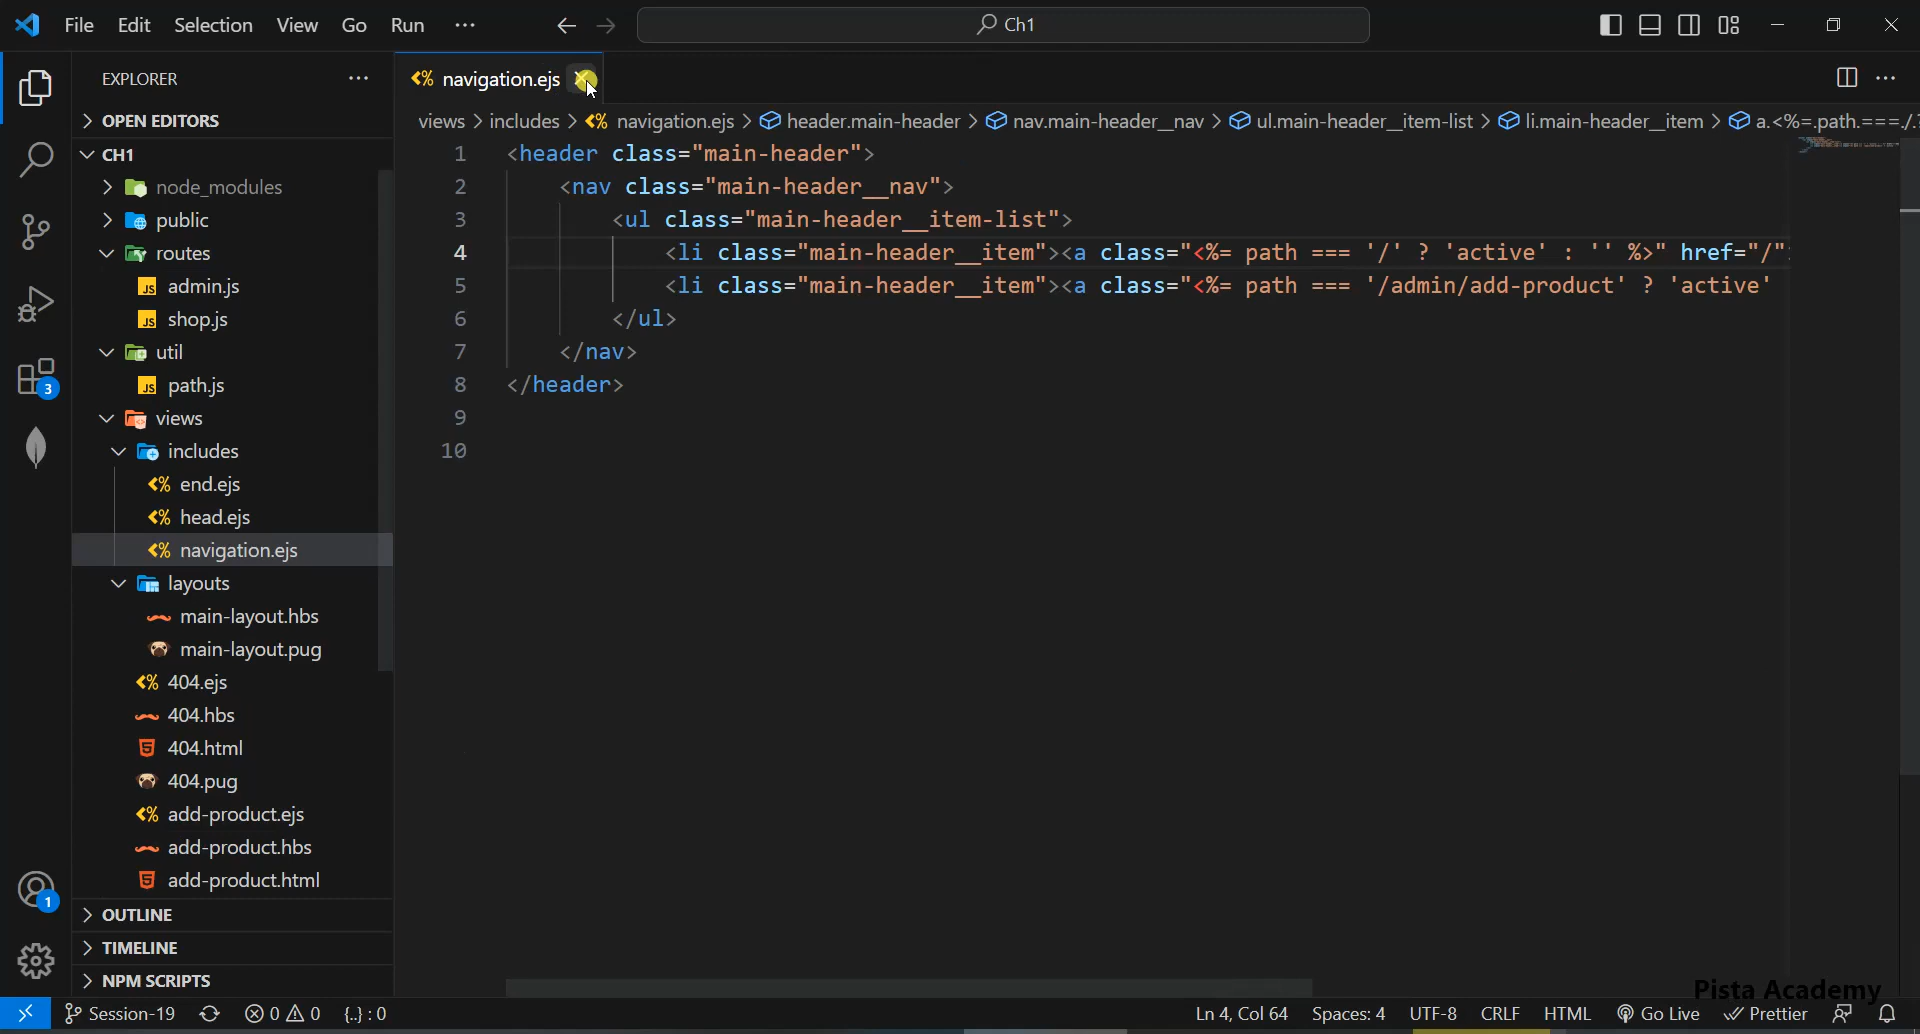 File Edit Selection View Go Run ··· Ch1
EXPLORER ···
OPEN EDITORS
CH1
node_modules
public
routes
JS admin.js
JS shop.js
util
JS path.js
views
includes
<% end.ejs
<% head.ejs
<% navigation.ejs
layouts
main-layout.hbs
main-layout.pug
<% 404.ejs
404.hbs
404.html
404.pug
<% add-product.ejs
add-product.hbs
add-product.html
OUTLINE
TIMELINE
NPM SCRIPTS
3
1
<% navigation.ejs
views > includes > <% navigation.ejs > header.main-header > nav.main-header__nav > ul.main-header__item-list > li.main-header__item > a.<%=.path.===./.?
1 <header class="main-header">
2 <nav class="main-header__nav">
3 <ul class="main-header__item-list">
4 <li class="main-header__item"><a class="<%= path === '/' ? 'active' : '' %>" href="/"
5 <li class="main-header__item"><a class="<%= path === '/admin/add-product' ? 'active'
6 </ul>
7 </nav>
8 </header>
9
10
Pista Academy
Session-19 0 0 {..} : 0 Ln 4, Col 64 Spaces: 4 UTF-8 CRLF HTML Go Live Prettier